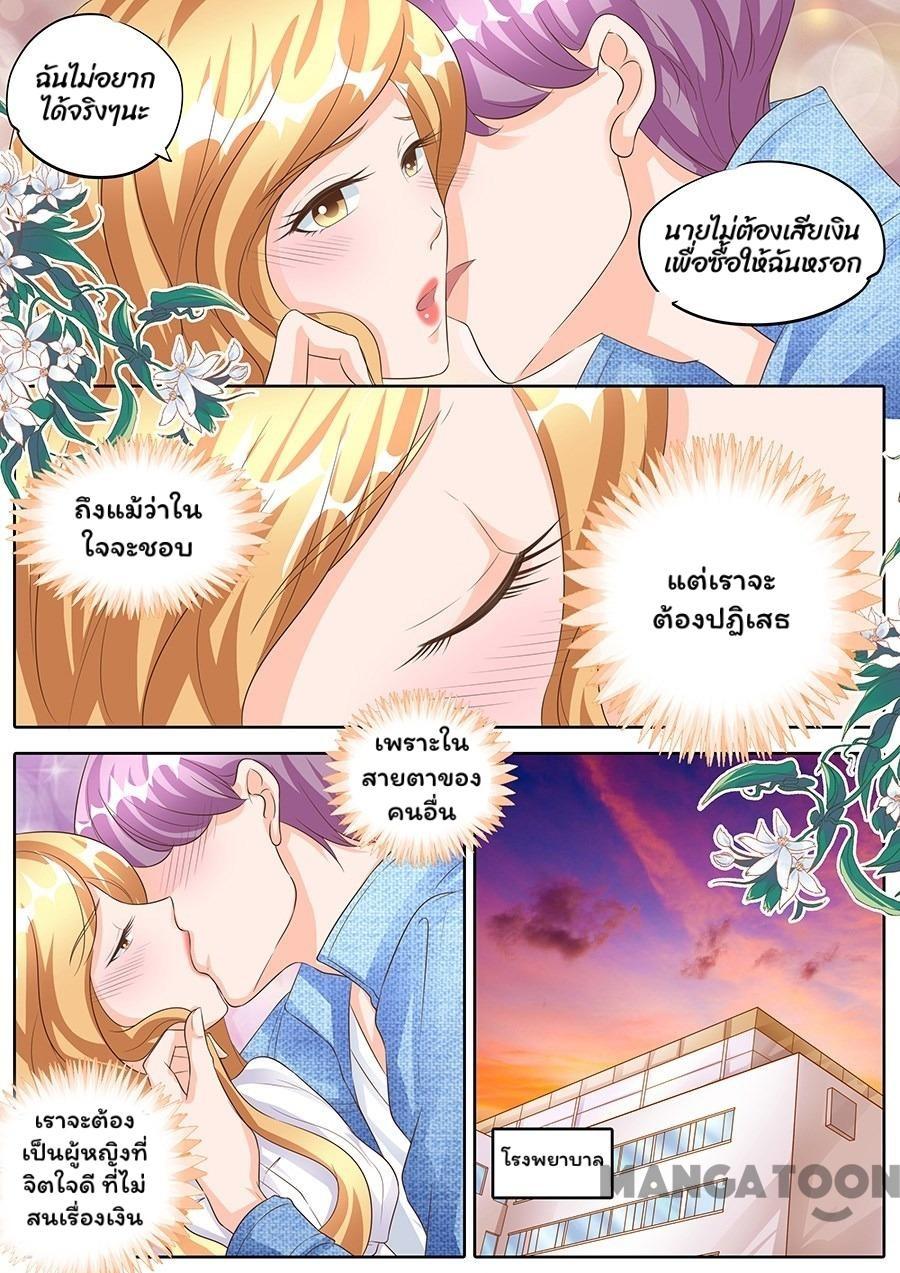 ฉันไม่อยาก
ได้จริงๆนะ
นายไม่ต้องเสียเงิน
เพื่อซื้อให้ฉันหรอก
ถึงแม้ว่าใน
ใจจะชอบ
แต่เราจะ
ต้องปฏิเสธ
เพราะใน
สายตาของ
คนอื่น
เราจะต้อง
เป็นผู้หญิงที่
จิตใจดี ที่ไม่
สนเรื่องเงิน
โรงพยาบาล
MANGATOON